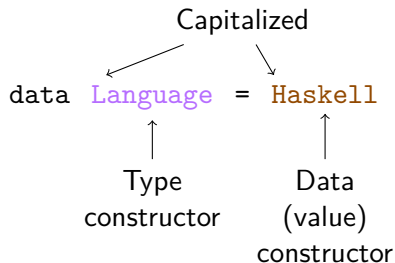 Capitalized
data Language = Haskell
Type
constructor
Data
(value)
constructor